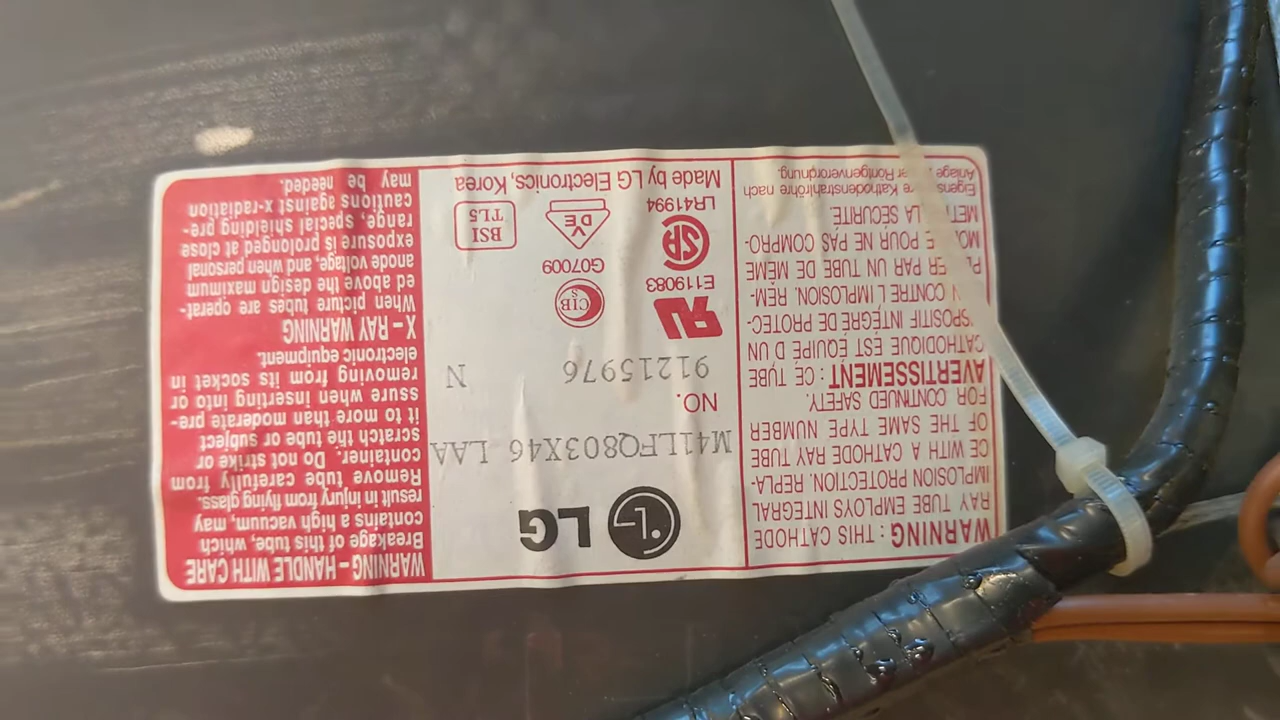 WARNING : THIS CATHODE
RAY TUBE EMPLOYS INTEGRAL
IMPLOSION PROTECTION. REPLA-
CE WITH A CATHODE RAY TUBE
OF THE SAME TYPE NUMBER
FOR CONTINUED SAFETY.
AVERTISSEMENT : CE TUBE
CATHODIQUE EST ÉQUIPÉ D'UN
DISPOSITIF INTÉGRÉ DE PROTEC-
CONTRE L'IMPLOSION. REM-
PAR UN TUBE DE MÊME
POUR NE PAS COMPRO-
LA SÉCURITÉ
Kathodenstrahlröhre nach
Anlage Röntgenverordnung.
LG
M41LFQ803X46 LAA
NO.
91215976 N
E119083
CIB S
G07009
LR41994
VDE
BSI
TL5
Made by LG Electronics, Korea
WARNING – HANDLE WITH CARE
Breakage of this tube, which
contains a high vacuum, may
result in injury from flying glass.
Remove tube carefully from
container. Do not strike or
scratch the tube or subject
it to more than moderate pre-
ssure when inserting into or
removing from its socket in
electronic equipment.
X – RAY WARNING
When picture tubes are operat-
ed above the design maximum
anode voltage, and when personal
exposure is prolonged at close
range, special shielding pre-
cautions against x-radiation
may be needed.